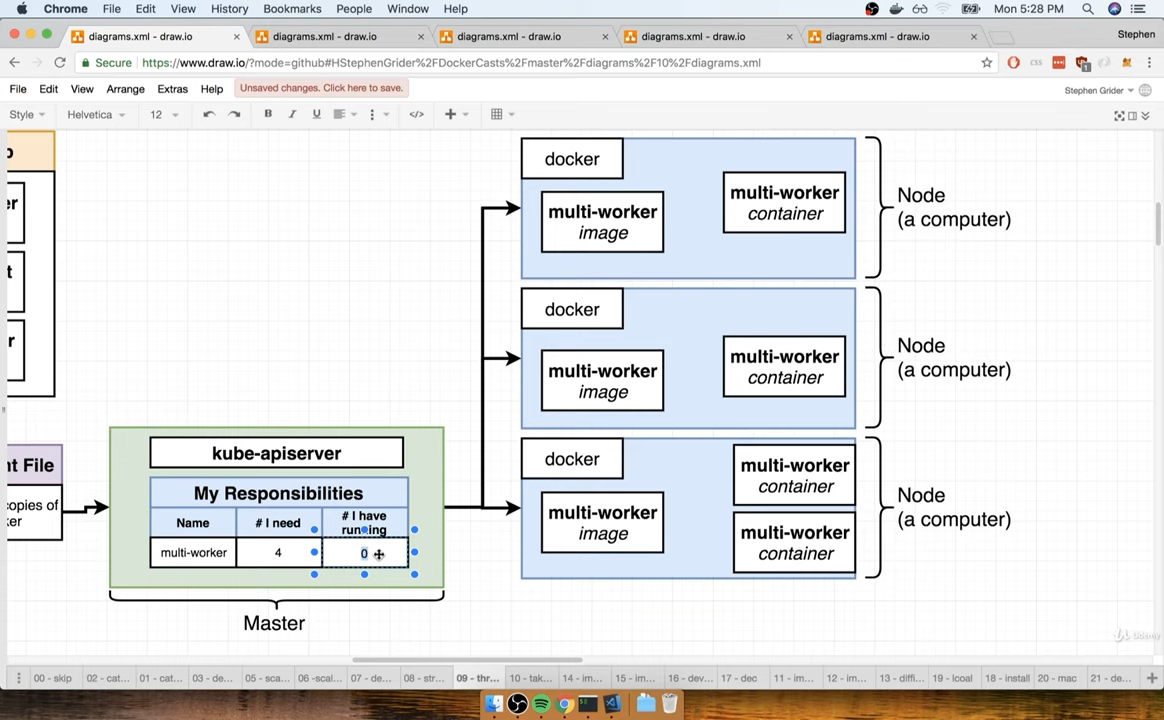 Chrome File Edit View History Bookmarks People Window Help Mon 5:28 PM
diagrams.xml - draw.io diagrams.xml - draw.io diagrams.xml - draw.io diagrams.xml - draw.io diagrams.xml - draw.io Stephen
Secure https://www.draw.io/?mode=github#HStephenGrider%2FDockerCasts%2Fmaster%2Fdiagrams%2F10%2Fdiagrams.xml
File Edit View Arrange Extras Help Unsaved changes. Click here to save. Stephen Grider
Style Helvetica 12 B I U
docker
multi-worker
image
multi-worker
container
Node
(a computer)
docker
multi-worker
image
multi-worker
container
Node
(a computer)
docker
multi-worker
image
multi-worker
container
multi-worker
container
Node
(a computer)
nt File
copies of
ker
kube-apiserver
My Responsibilities
Name # I need # I have
running
multi-worker 4 0
Master
Udemy
00 - skip 02 - cat... 01 - cat... 03 - de... 05 - sca... 06 -scal... 07 - de... 08 - str... 09 - thr... 10 - tak... 14 - im... 15 - im... 16 - dev... 17 - dec 11 - im... 12 - im... 13 - diffi... 19 - lcoal 18 - install 20 - mac 21 - de...